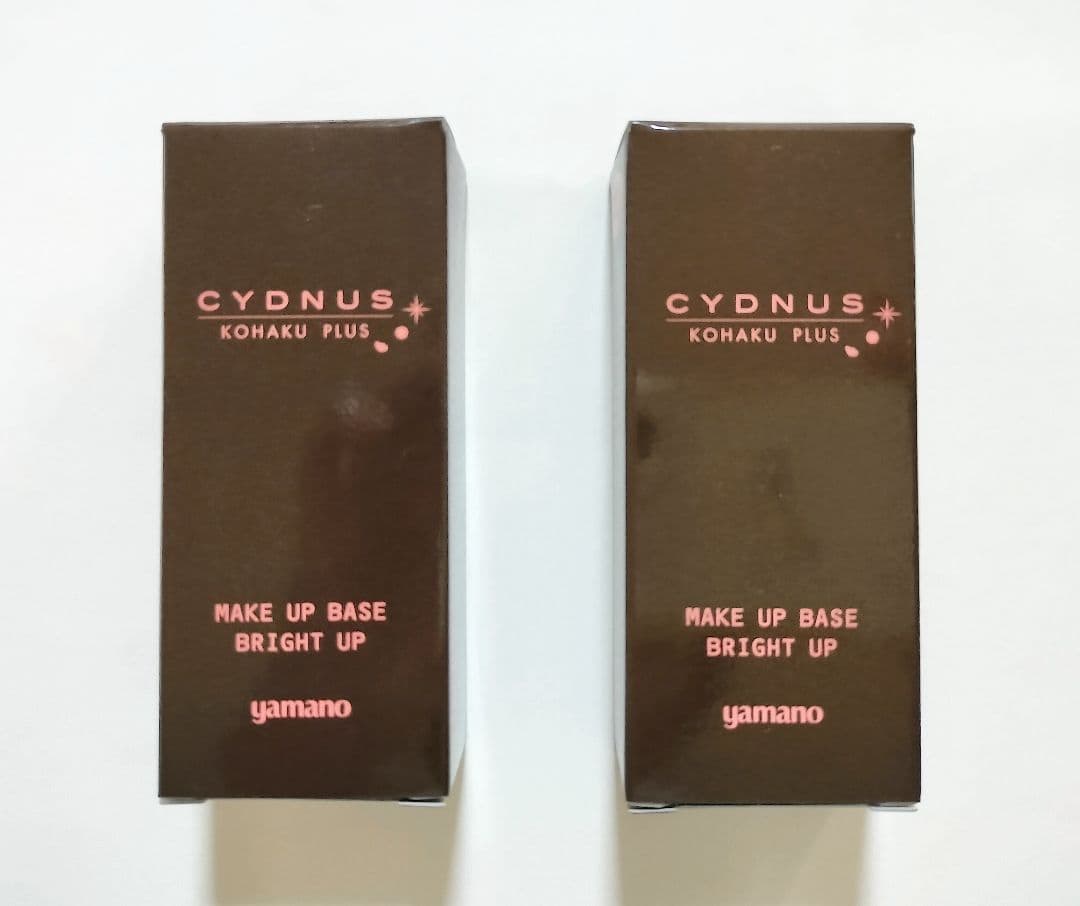 CYDNUS
KOHAKU PLUS
MAKE UP BASE
BRIGHT UP
yamano
CYDNUS
KOHAKU PLUS
MAKE UP BASE
BRIGHT UP
yamano